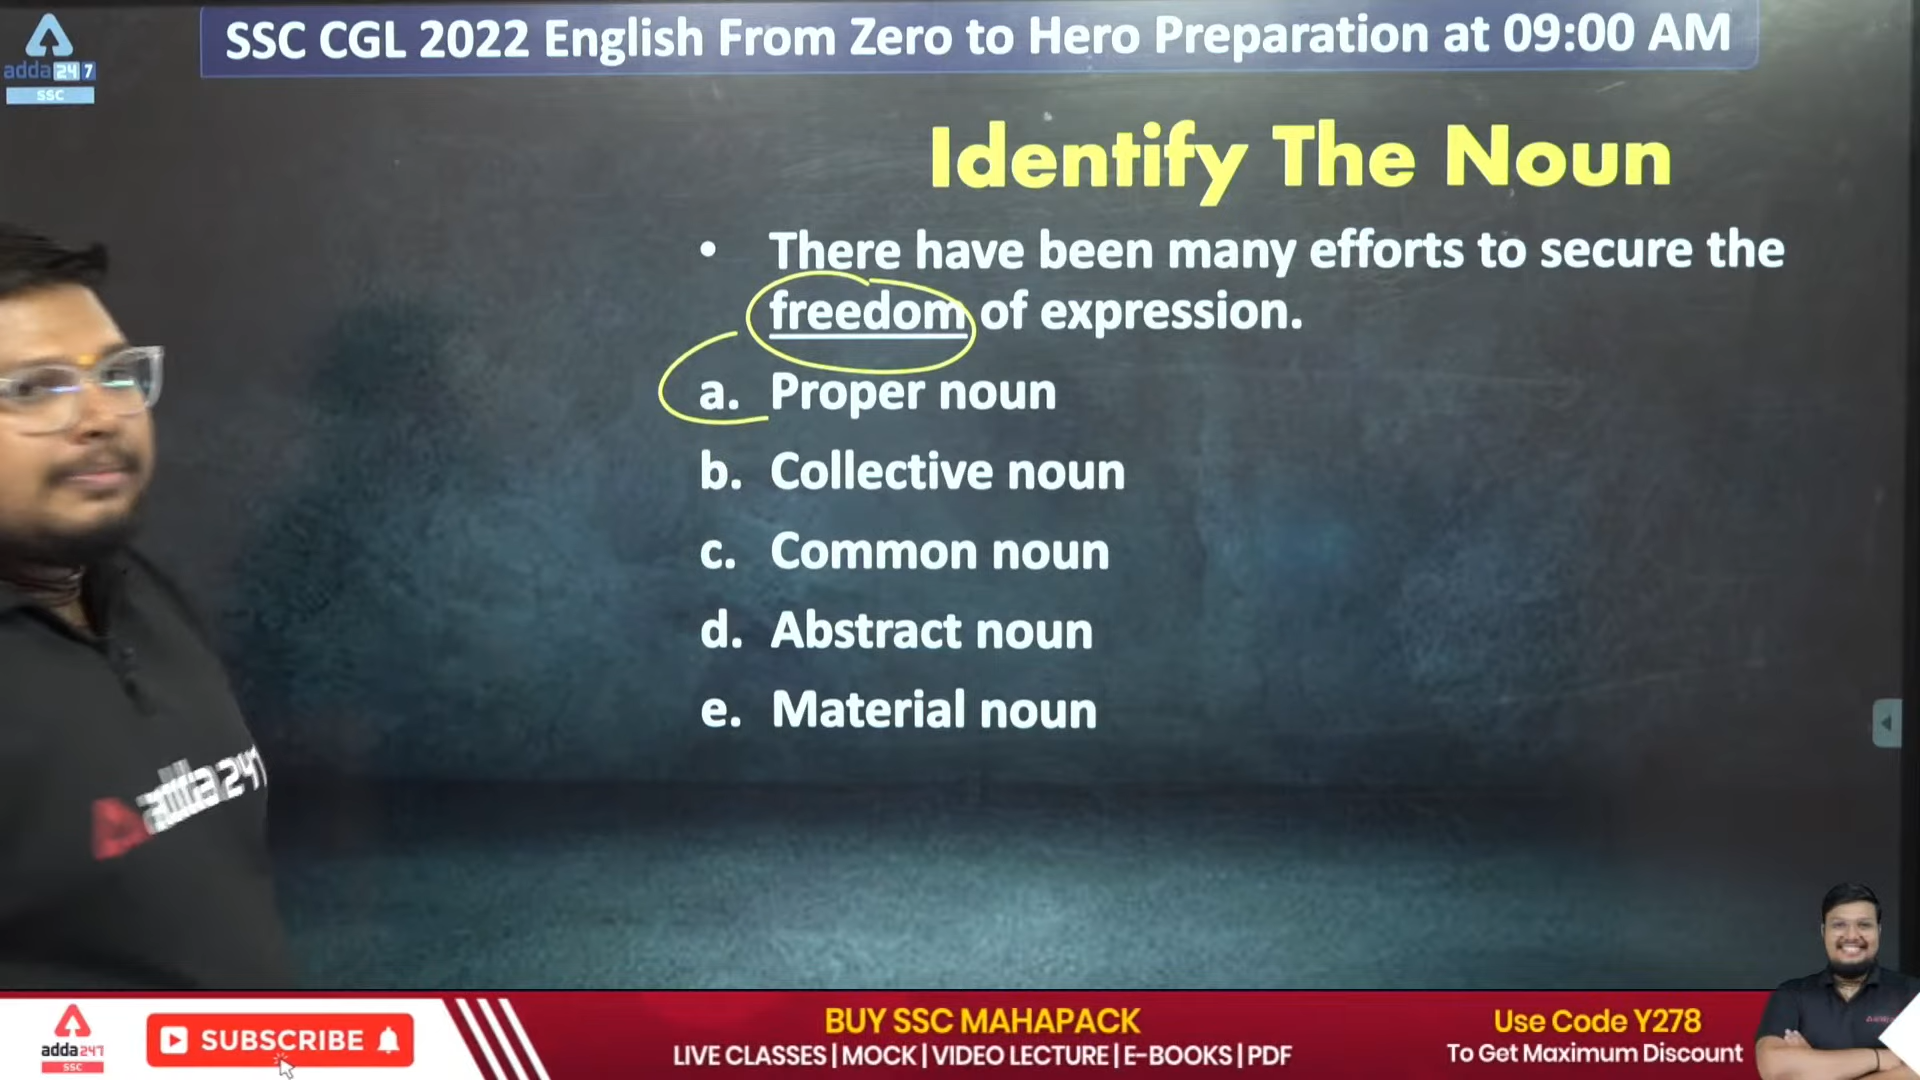 SSC CGL 2022 English From Zero to Hero Preparation at 09:00 AM
adda 24 7
SSC
Identify The Noun
• There have been many efforts to secure the
freedom of expression.
a. Proper noun
b. Collective noun
c. Common noun
d. Abstract noun
e. Material noun
adda247
adda247
SSC
SUBSCRIBE
BUY SSC MAHAPACK
LIVE CLASSES | MOCK | VIDEO LECTURE | E-BOOKS | PDF
Use Code Y278
To Get Maximum Discount